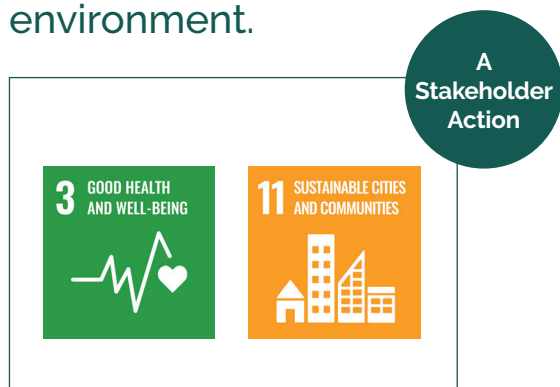 environment.
A
Stakeholder
Action
3 GOOD HEALTH
AND WELL-BEING
11 SUSTAINABLE CITIES
AND COMMUNITIES